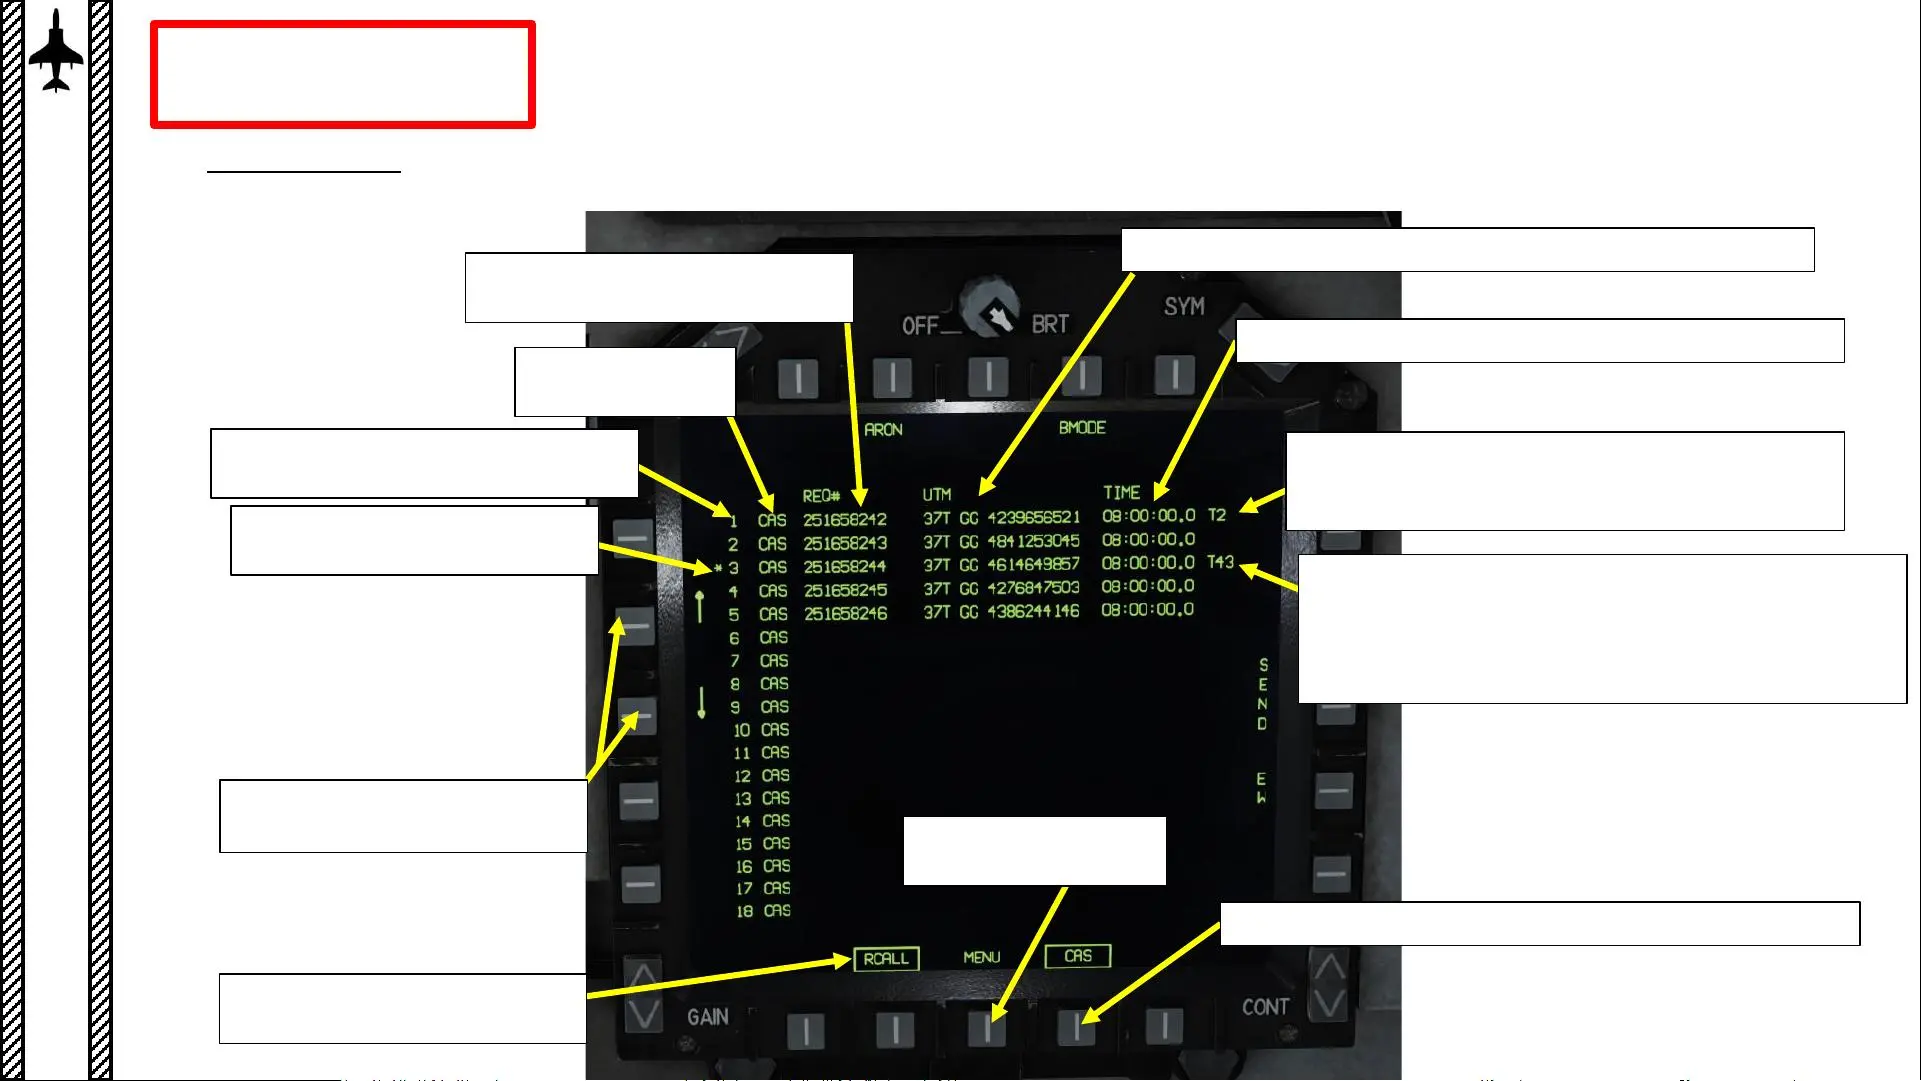 SYM
OFF BRT
ARON BMODE
REQ# UTM TIME
1 CAS 251658242 37T GG 4239656521 08:00:00.0 T2
2 CAS 251658243 37T GG 4841253045 08:00:00.0
* 3 CAS 251658244 37T GG 4614649857 08:00:00.0 T43
4 CAS 251658245 37T GG 4276847503 08:00:00.0
5 CAS 251658246 37T GG 4386244146 08:00:00.0
6 CAS
7 CAS
8 CAS
9 CAS
10 CAS
11 CAS
12 CAS
13 CAS
14 CAS
15 CAS
16 CAS
17 CAS
18 CAS
SEND
EW
RCALL MENU CAS
GAIN CONT